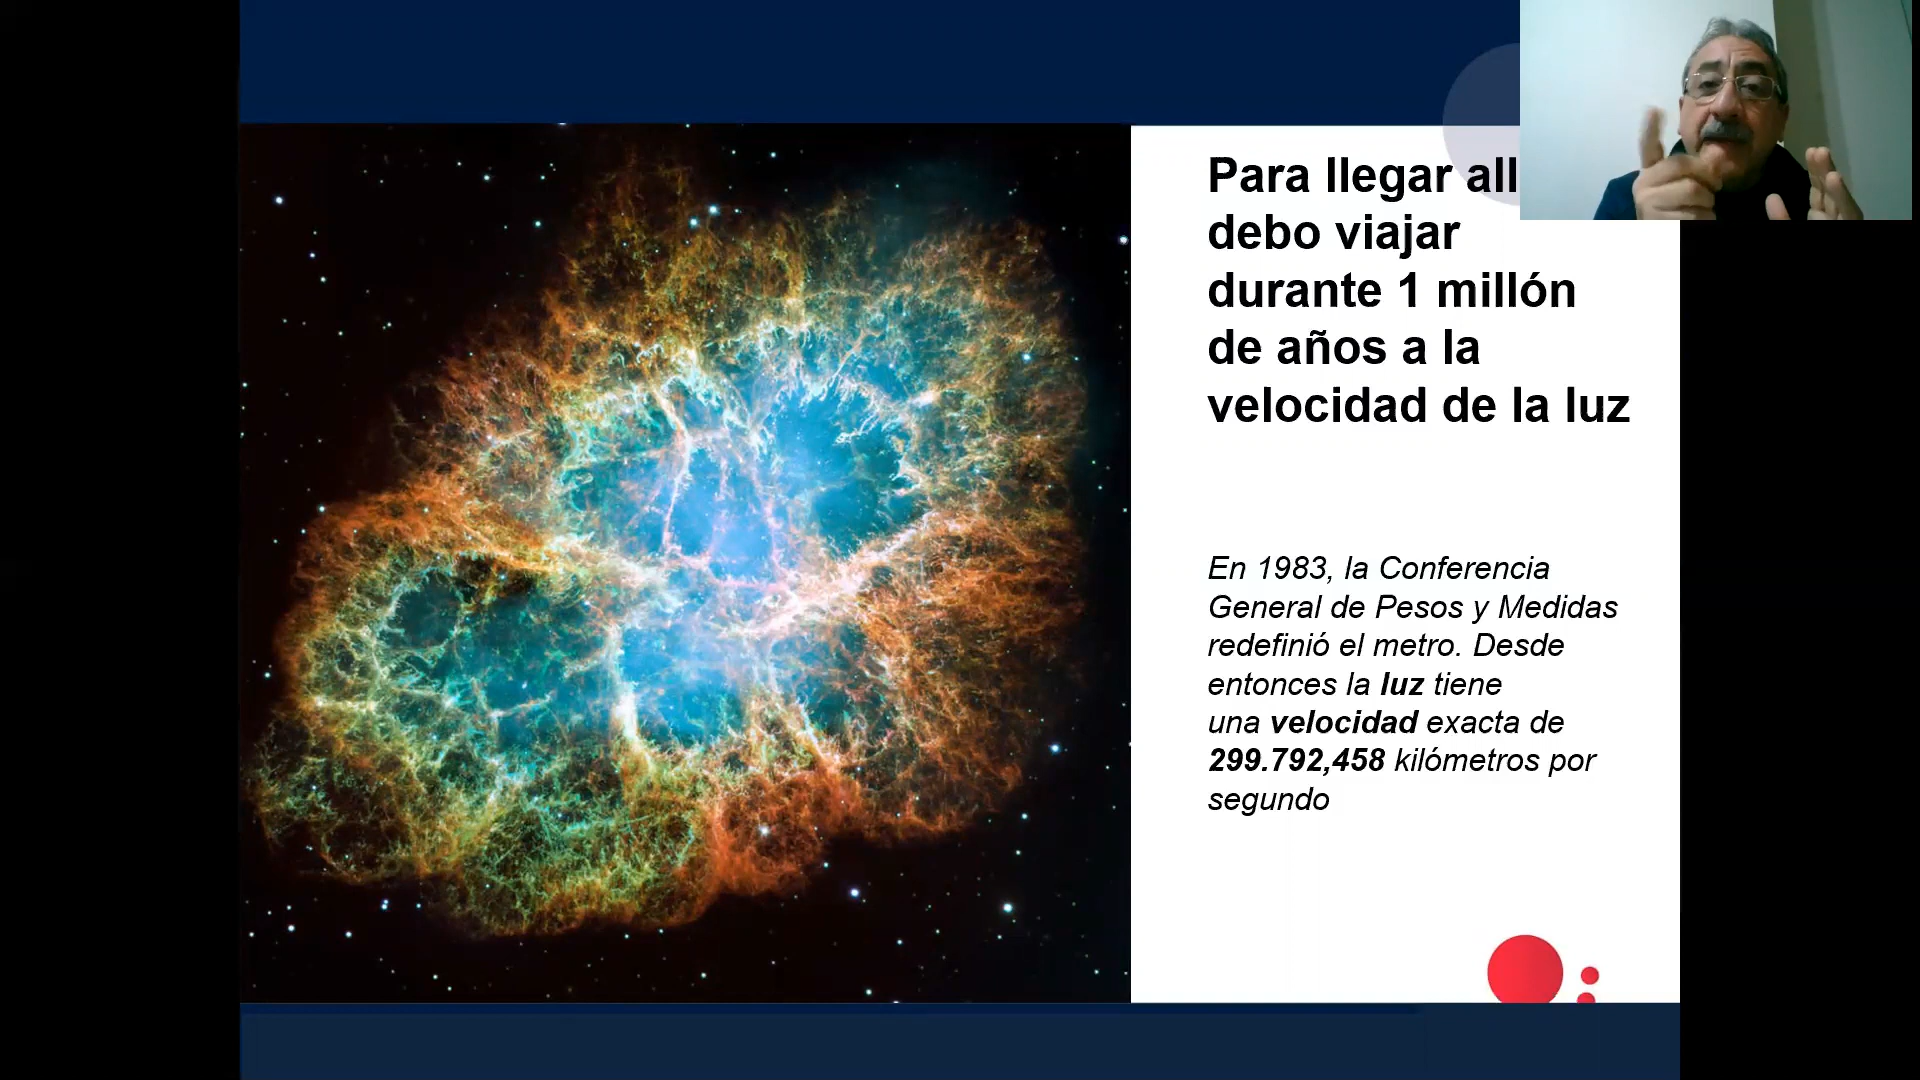 Para llegar
debo viajar
durante 1 millón
de años a la
velocidad de la luz
En 1983, la Conferencia
General de Pesos y Medidas
redefinió el metro. Desde
entonces la luz tiene
una velocidad exacta de
299.792,458 kilómetros por
segundo